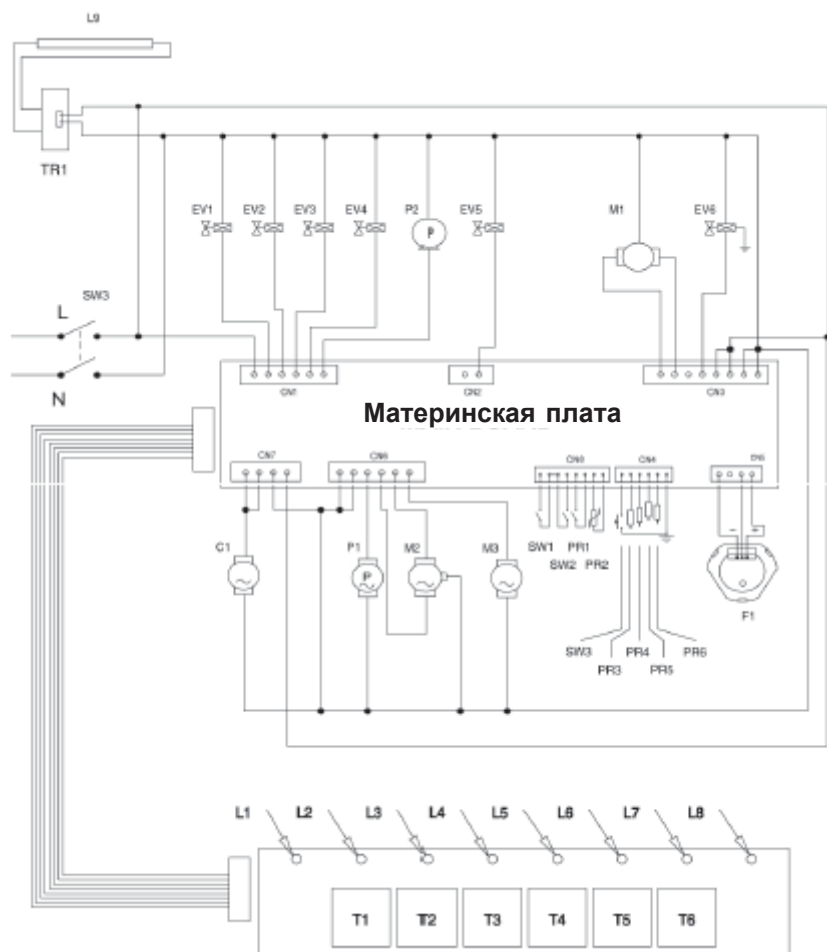 L9
TR1
EV1 EV2 EV3 EV4 P2 EV5 M1 EV6
P
L SW3
N
CN1 CN2 CN3
Материнская плата
CN7 CN6 CN4 CN5
C1 P1 M2 M3
P
SW1 PR1
SW2 PR2
F1
SW3 PR4 PR6
PR3 PR5
L1 L2 L3 L4 L5 L6 L7 L8
T1 T2 T3 T4 T5 T6